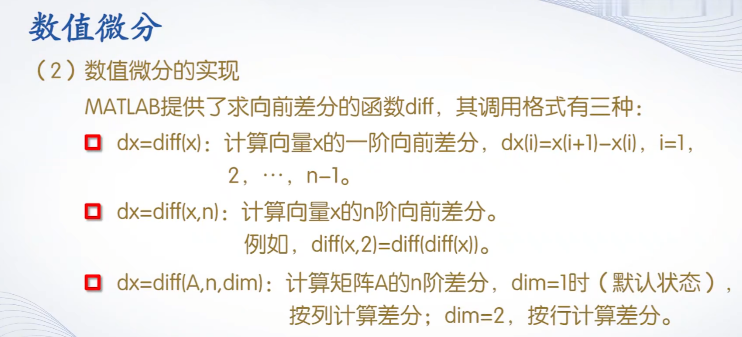 数值微分
（2）数值微分的实现
MATLAB提供了求向前差分的函数diff，其调用格式有三种：
dx=diff(x)：计算向量x的一阶向前差分，dx(i)=x(i+1)-x(i)，i=1，
2，…，n-1。
dx=diff(x,n)：计算向量x的n阶向前差分。
例如，diff(x,2)=diff(diff(x))。
dx=diff(A,n,dim)：计算矩阵A的n阶差分，dim=1时（默认状态），
按列计算差分；dim=2，按行计算差分。